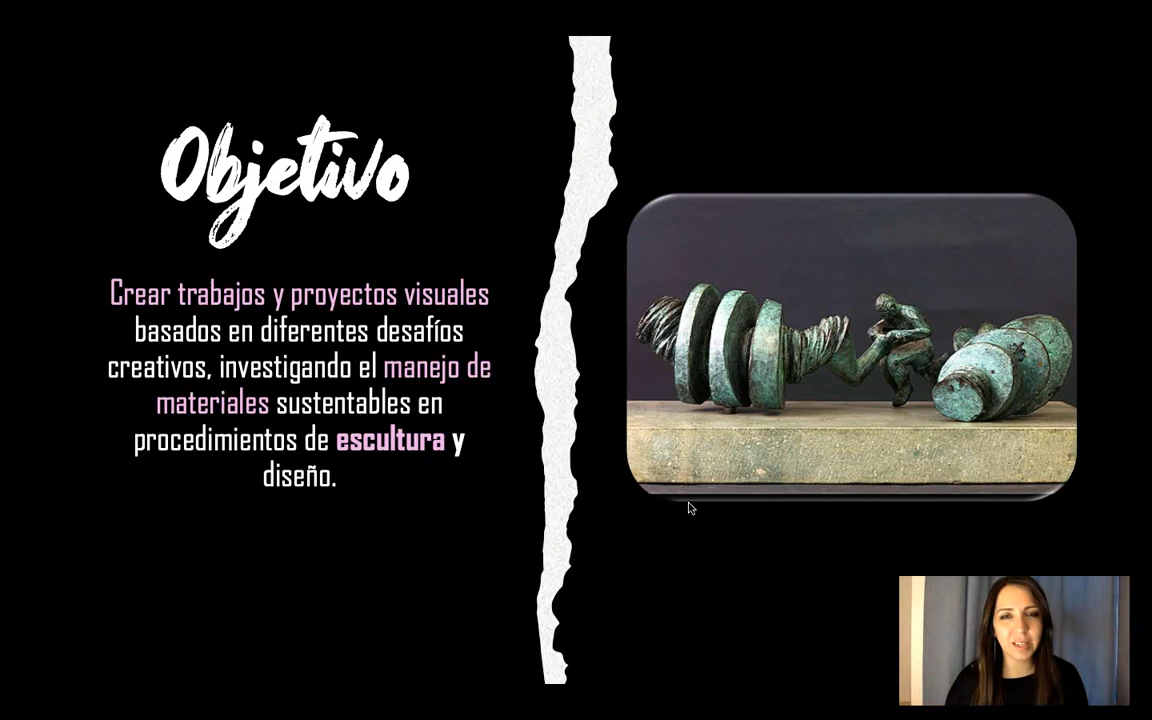 Objetivo
Crear trabajos y proyectos visuales
basados en diferentes desafíos
creativos, investigando el manejo de
materiales sustentables en
procedimientos de escultura y
diseño.